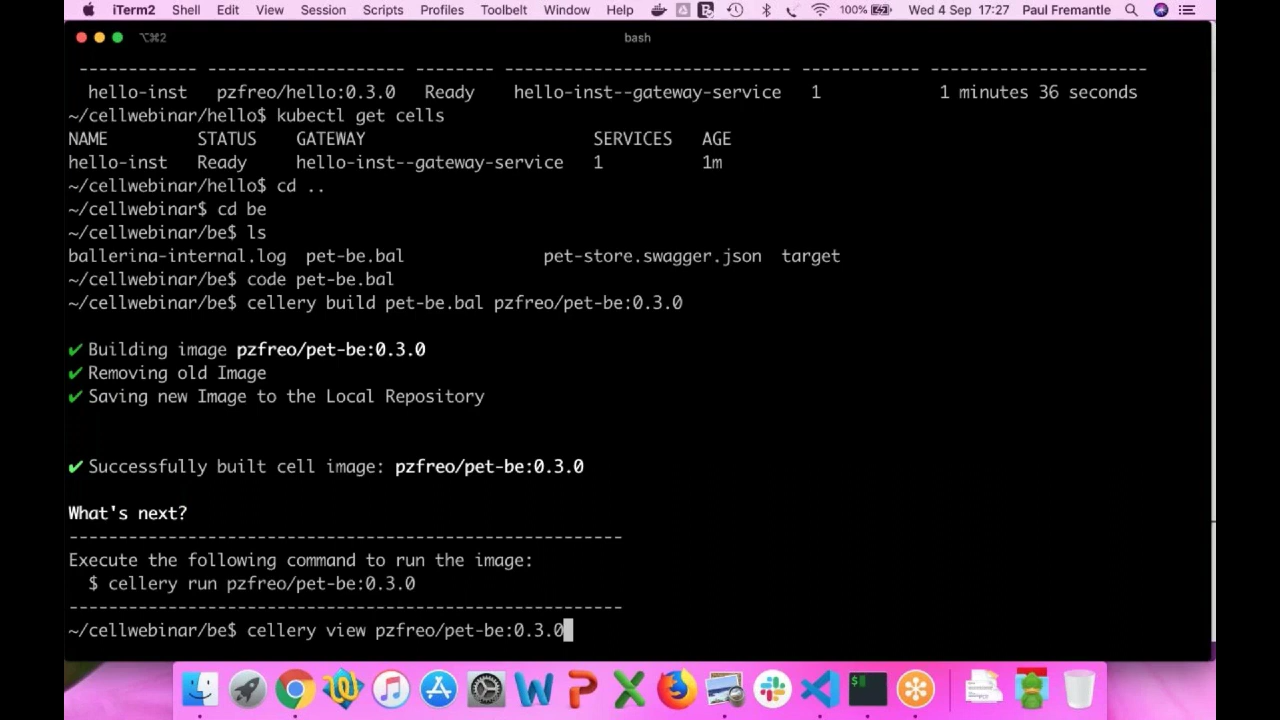 iTerm2 Shell Edit View Session Scripts Profiles Toolbelt Window Help 100% Wed 4 Sep 17:27 Paul Fremantle
⌥⌘2 bash
------------ -------------------- -------- ----------------------------- ------------ ----------------------
hello-inst pzfreo/hello:0.3.0 Ready hello-inst--gateway-service 1 1 minutes 36 seconds
~/cellwebinar/hello$ kubectl get cells
NAME STATUS GATEWAY SERVICES AGE
hello-inst Ready hello-inst--gateway-service 1 1m
~/cellwebinar/hello$ cd ..
~/cellwebinar$ cd be
~/cellwebinar/be$ ls
ballerina-internal.log pet-be.bal pet-store.swagger.json target
~/cellwebinar/be$ code pet-be.bal
~/cellwebinar/be$ cellery build pet-be.bal pzfreo/pet-be:0.3.0
✔ Building image pzfreo/pet-be:0.3.0
✔ Removing old Image
✔ Saving new Image to the Local Repository
✔ Successfully built cell image: pzfreo/pet-be:0.3.0
What's next?
--------------------------------------------------------
Execute the following command to run the image:
$ cellery run pzfreo/pet-be:0.3.0
--------------------------------------------------------
~/cellwebinar/be$ cellery view pzfreo/pet-be:0.3.0